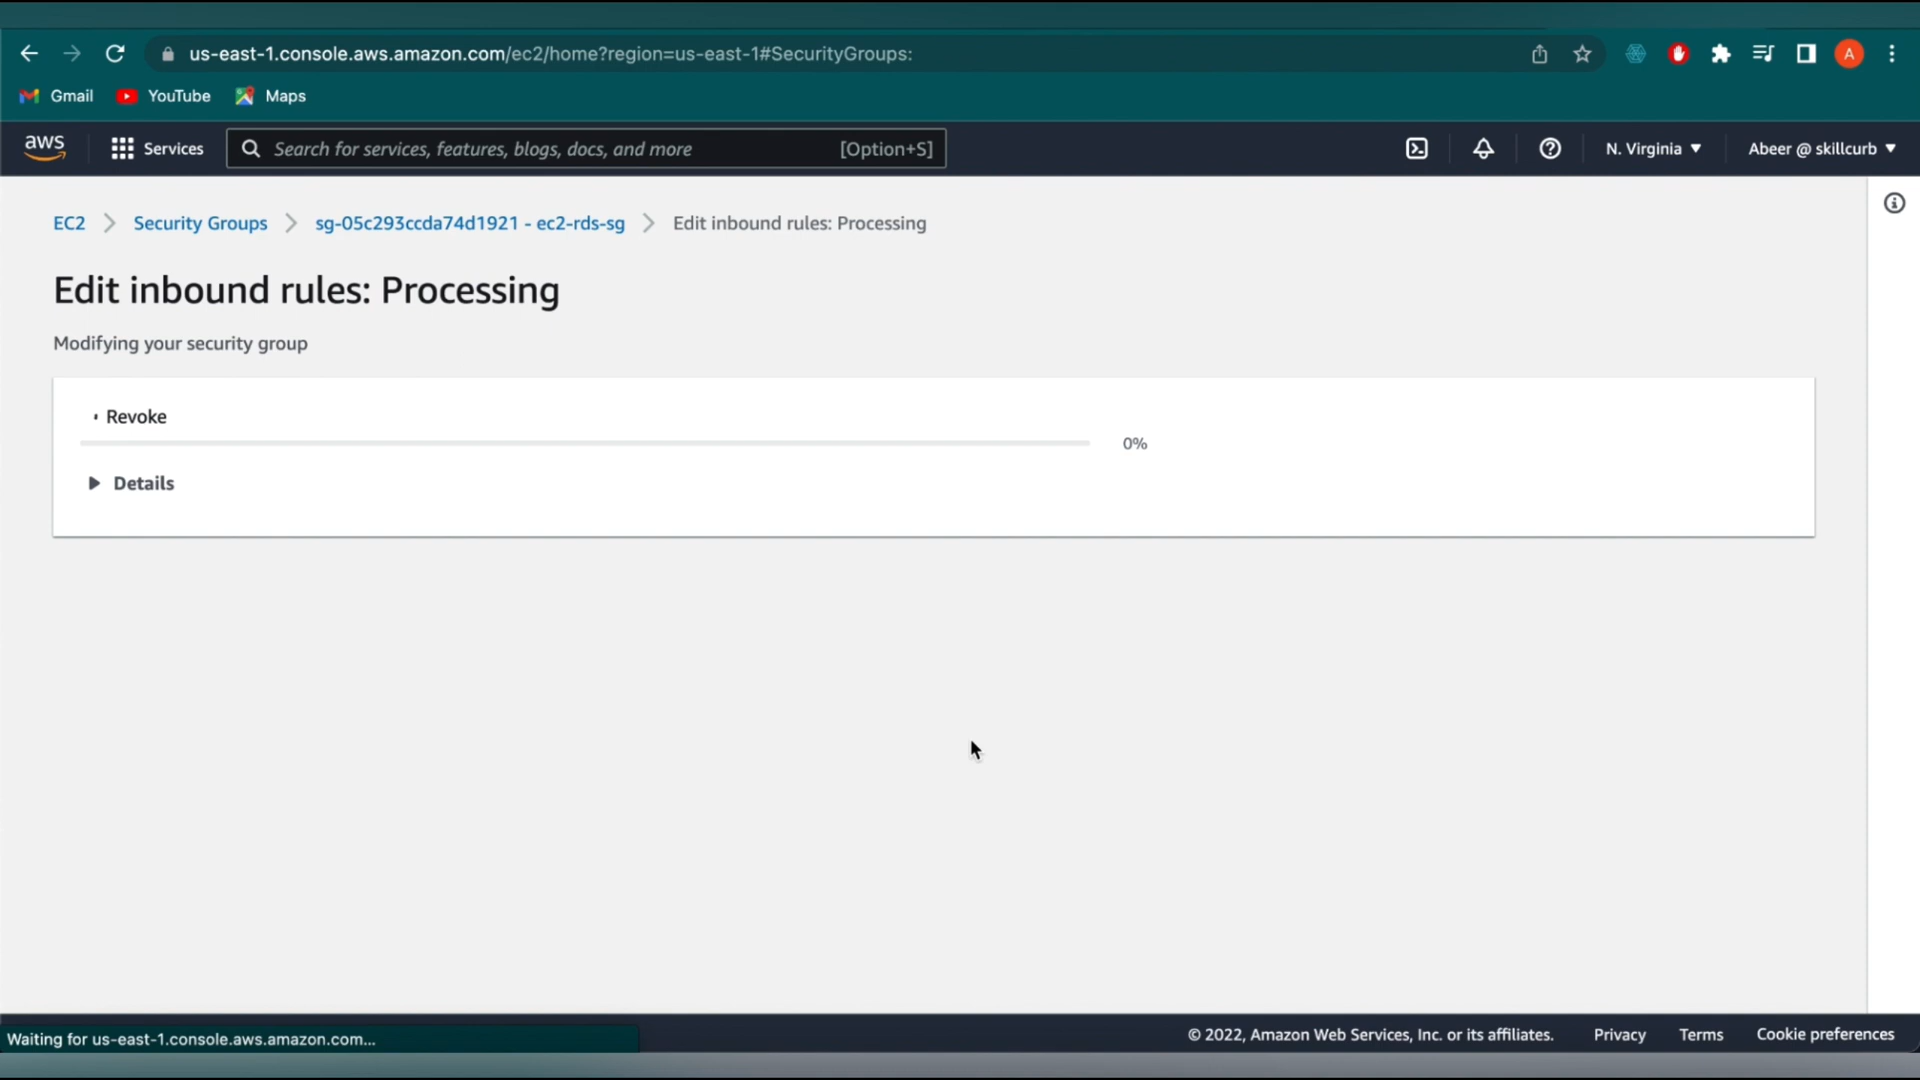 us-east-1.console.aws.amazon.com/ec2/home?region=us-east-1#SecurityGroups:
A
Gmail YouTube Maps
aws Services Search for services, features, blogs, docs, and more [Option+S] N. Virginia Abeer @ skillcurb
EC2 Security Groups sg-05c293ccda74d1921 - ec2-rds-sg Edit inbound rules: Processing
Edit inbound rules: Processing
Modifying your security group
Revoke
0%
Details
Waiting for us-east-1.console.aws.amazon.com...
© 2022, Amazon Web Services, Inc. or its affiliates. Privacy Terms Cookie preferences